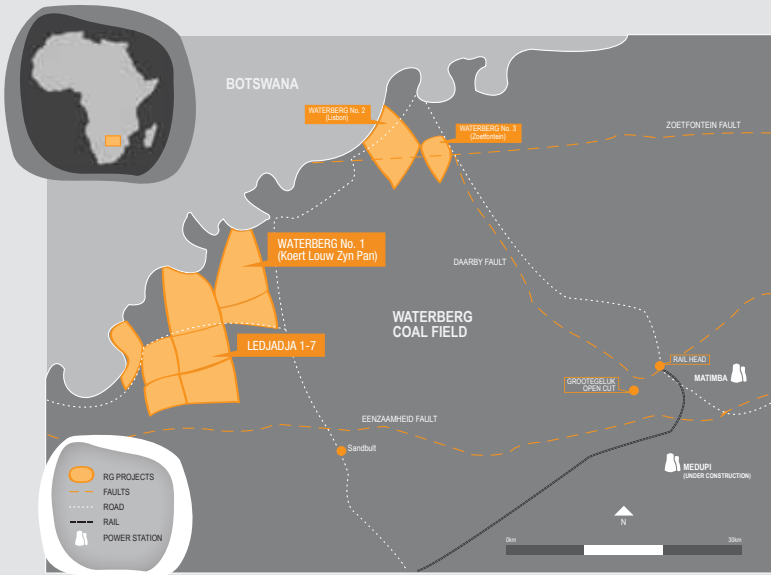 BOTSWANA
WATERBERG No. 2
(Lisbon)
WATERBERG No. 3
(Zoetfontein)
ZOETFONTEIN FAULT
WATERBERG No. 1
(Koert Louw Zyn Pan)
DAARBY FAULT
WATERBERG
COAL FIELD
LEDJADJA 1-7
RAIL HEAD
MATIMBA
GROOTEGELUK
OPEN CUT
EENZAAMHEID FAULT
Sandbult
MEDUPI
(UNDER CONSTRUCTION)
RG PROJECTS
FAULTS
ROAD
RAIL
POWER STATION
N
0km
30km